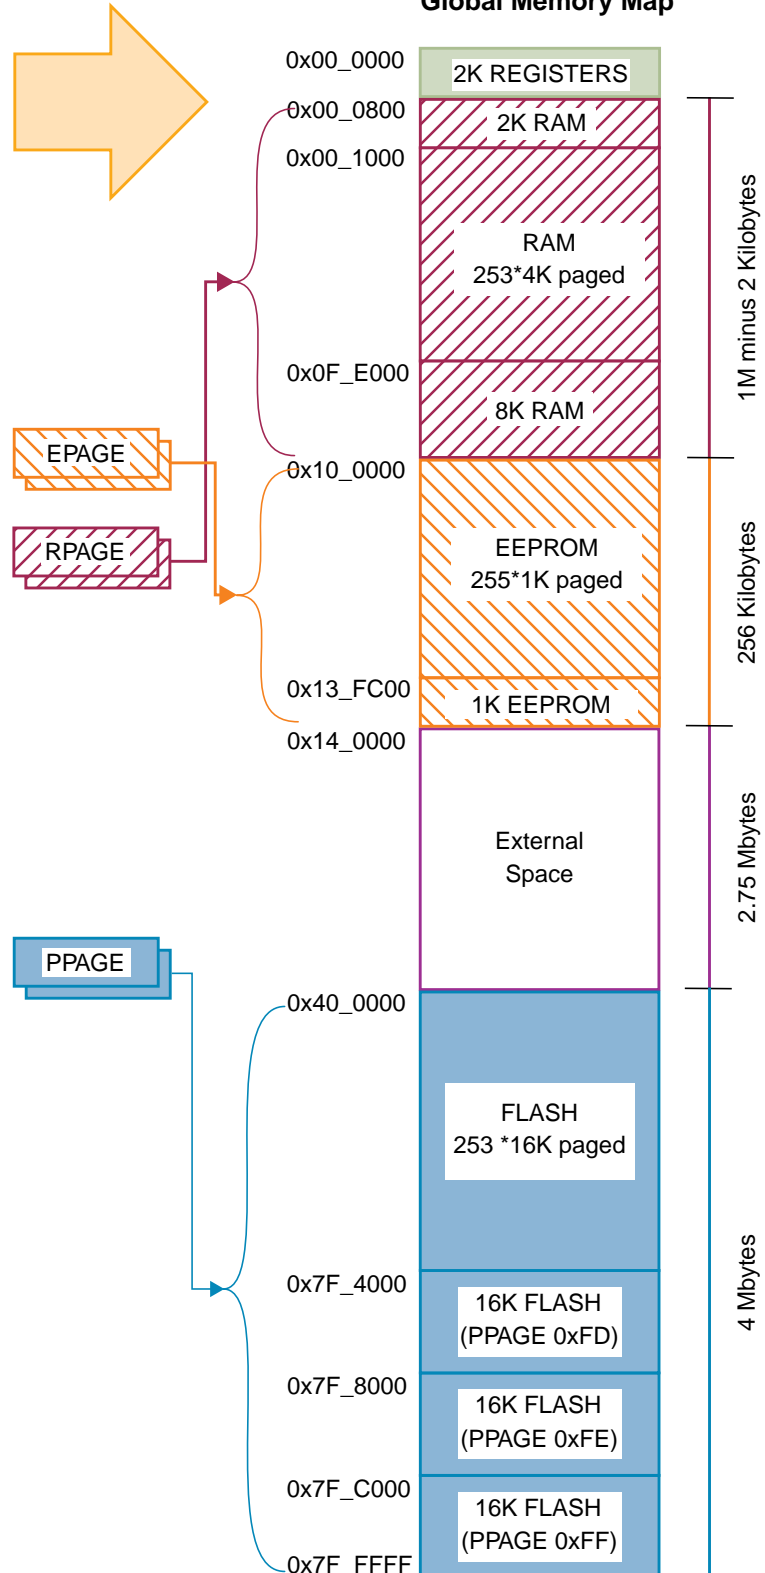 Global Memory Map
0x00_0000
2K REGISTERS
0x00_0800
2K RAM
0x00_1000
RAM
253*4K paged
1M minus 2 Kilobytes
0x0F_E000
8K RAM
EPAGE
0x10_0000
RPAGE
EEPROM
255*1K paged
256 Kilobytes
0x13_FC00
1K EEPROM
0x14_0000
External
Space
2.75 Mbytes
PPAGE
0x40_0000
FLASH
253 *16K paged
4 Mbytes
0x7F_4000
16K FLASH
(PPAGE 0xFD)
0x7F_8000
16K FLASH
(PPAGE 0xFE)
0x7F_C000
16K FLASH
(PPAGE 0xFF)
0x7F_FFFF